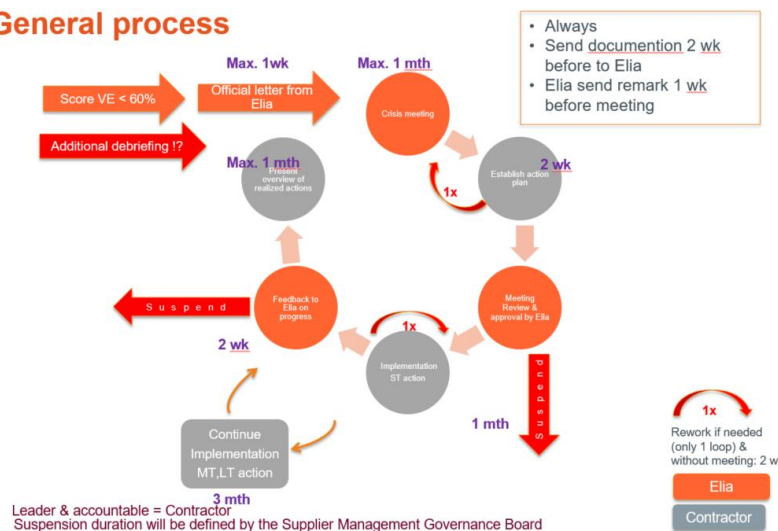 General process
• Always
• Send documention 2 wk
before to Elia
• Elia send remark 1 wk
before meeting
Max. 1wk
Max. 1 mth
Score VE < 60%
Official letter from
Elia
Crisis meeting
Additional debriefing !?
Max. 1 mth
Present
overview of
realized actions
2 wk
Establish action
plan
1x
Suspend
Feedback to
Elia on
progress
Meeting
Review &
approval by Elia
1x
2 wk
Implementation
ST action
Suspend
1 mth
Continue
Implementation
MT,LT action
3 mth
1x
Rework if needed
(only 1 loop) &
without meeting: 2 w
Elia
Contractor
Leader & accountable = Contractor
Suspension duration will be defined by the Supplier Management Governance Board